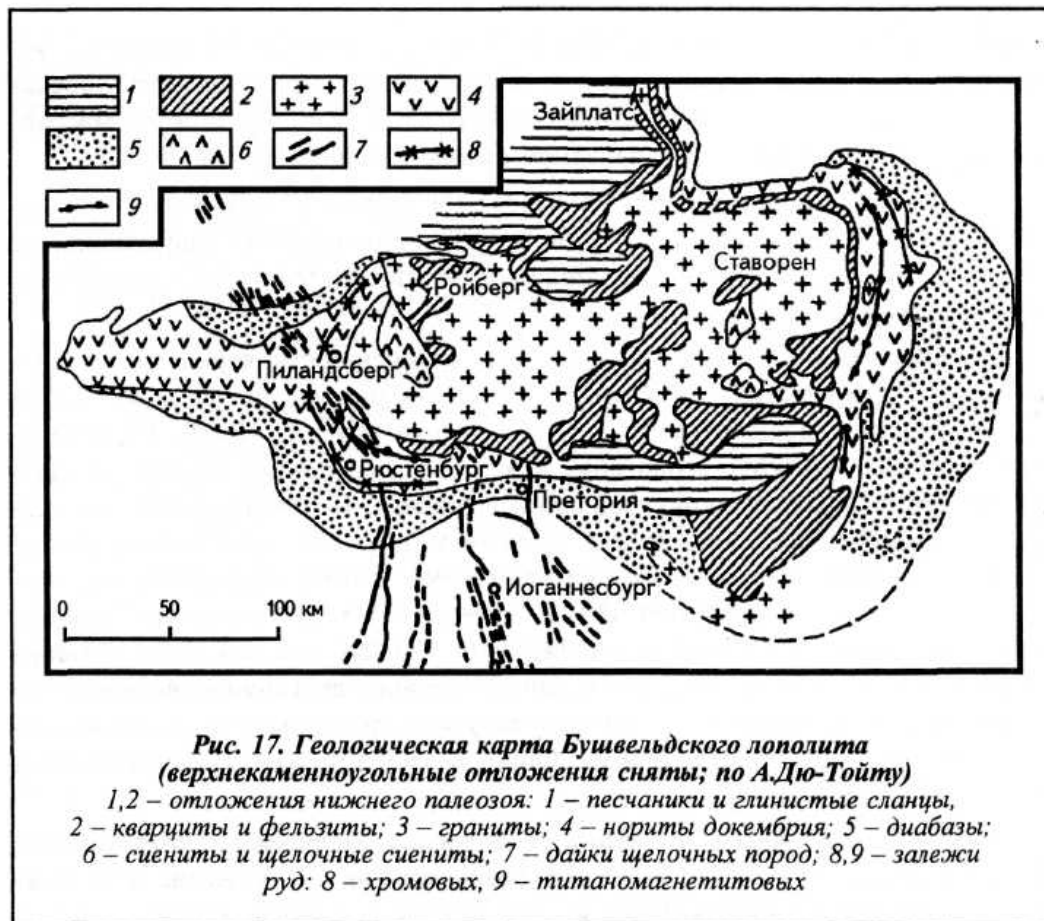 1 2 3 4
5 6 7 8
9
Зайплатс
Ставорен
Ройберг
Пиландсберг
Рюстенбург
Претория
Иоганнесбург
0 50 100 км
Рис. 17. Геологическая карта Бушвельдского лополита
(верхнекаменноугольные отложения сняты; по А.Дю-Тойту)
1,2 – отложения нижнего палеозоя: 1 – песчаники и глинистые сланцы,
2 – кварциты и фельзиты; 3 – граниты; 4 – нориты докембрия; 5 – диабазы;
6 – сиениты и щелочные сиениты; 7 – дайки щелочных пород; 8,9 – залежи
руд: 8 – хромовых, 9 – титаномагнетитовых